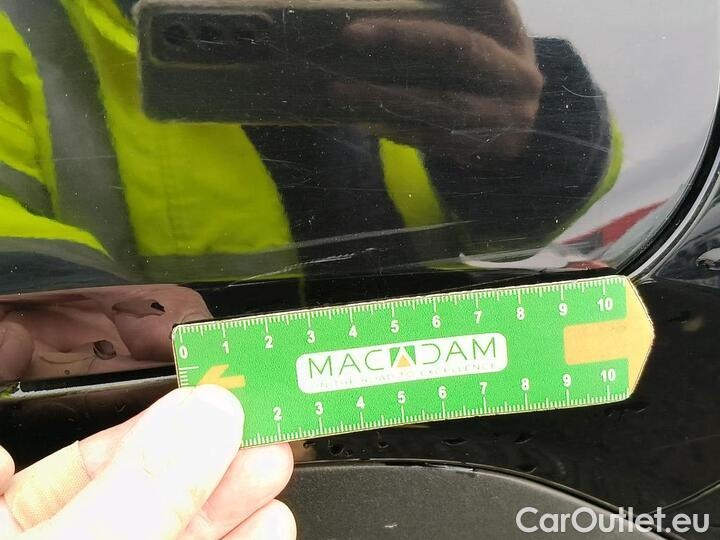 0 1 2 3 4 5 6 7 8 9 10
MACADAM
IN THE ROAD TO EXCELLENCE
2 3 4 5 6 7 8 9 10
CarOutlet.eu